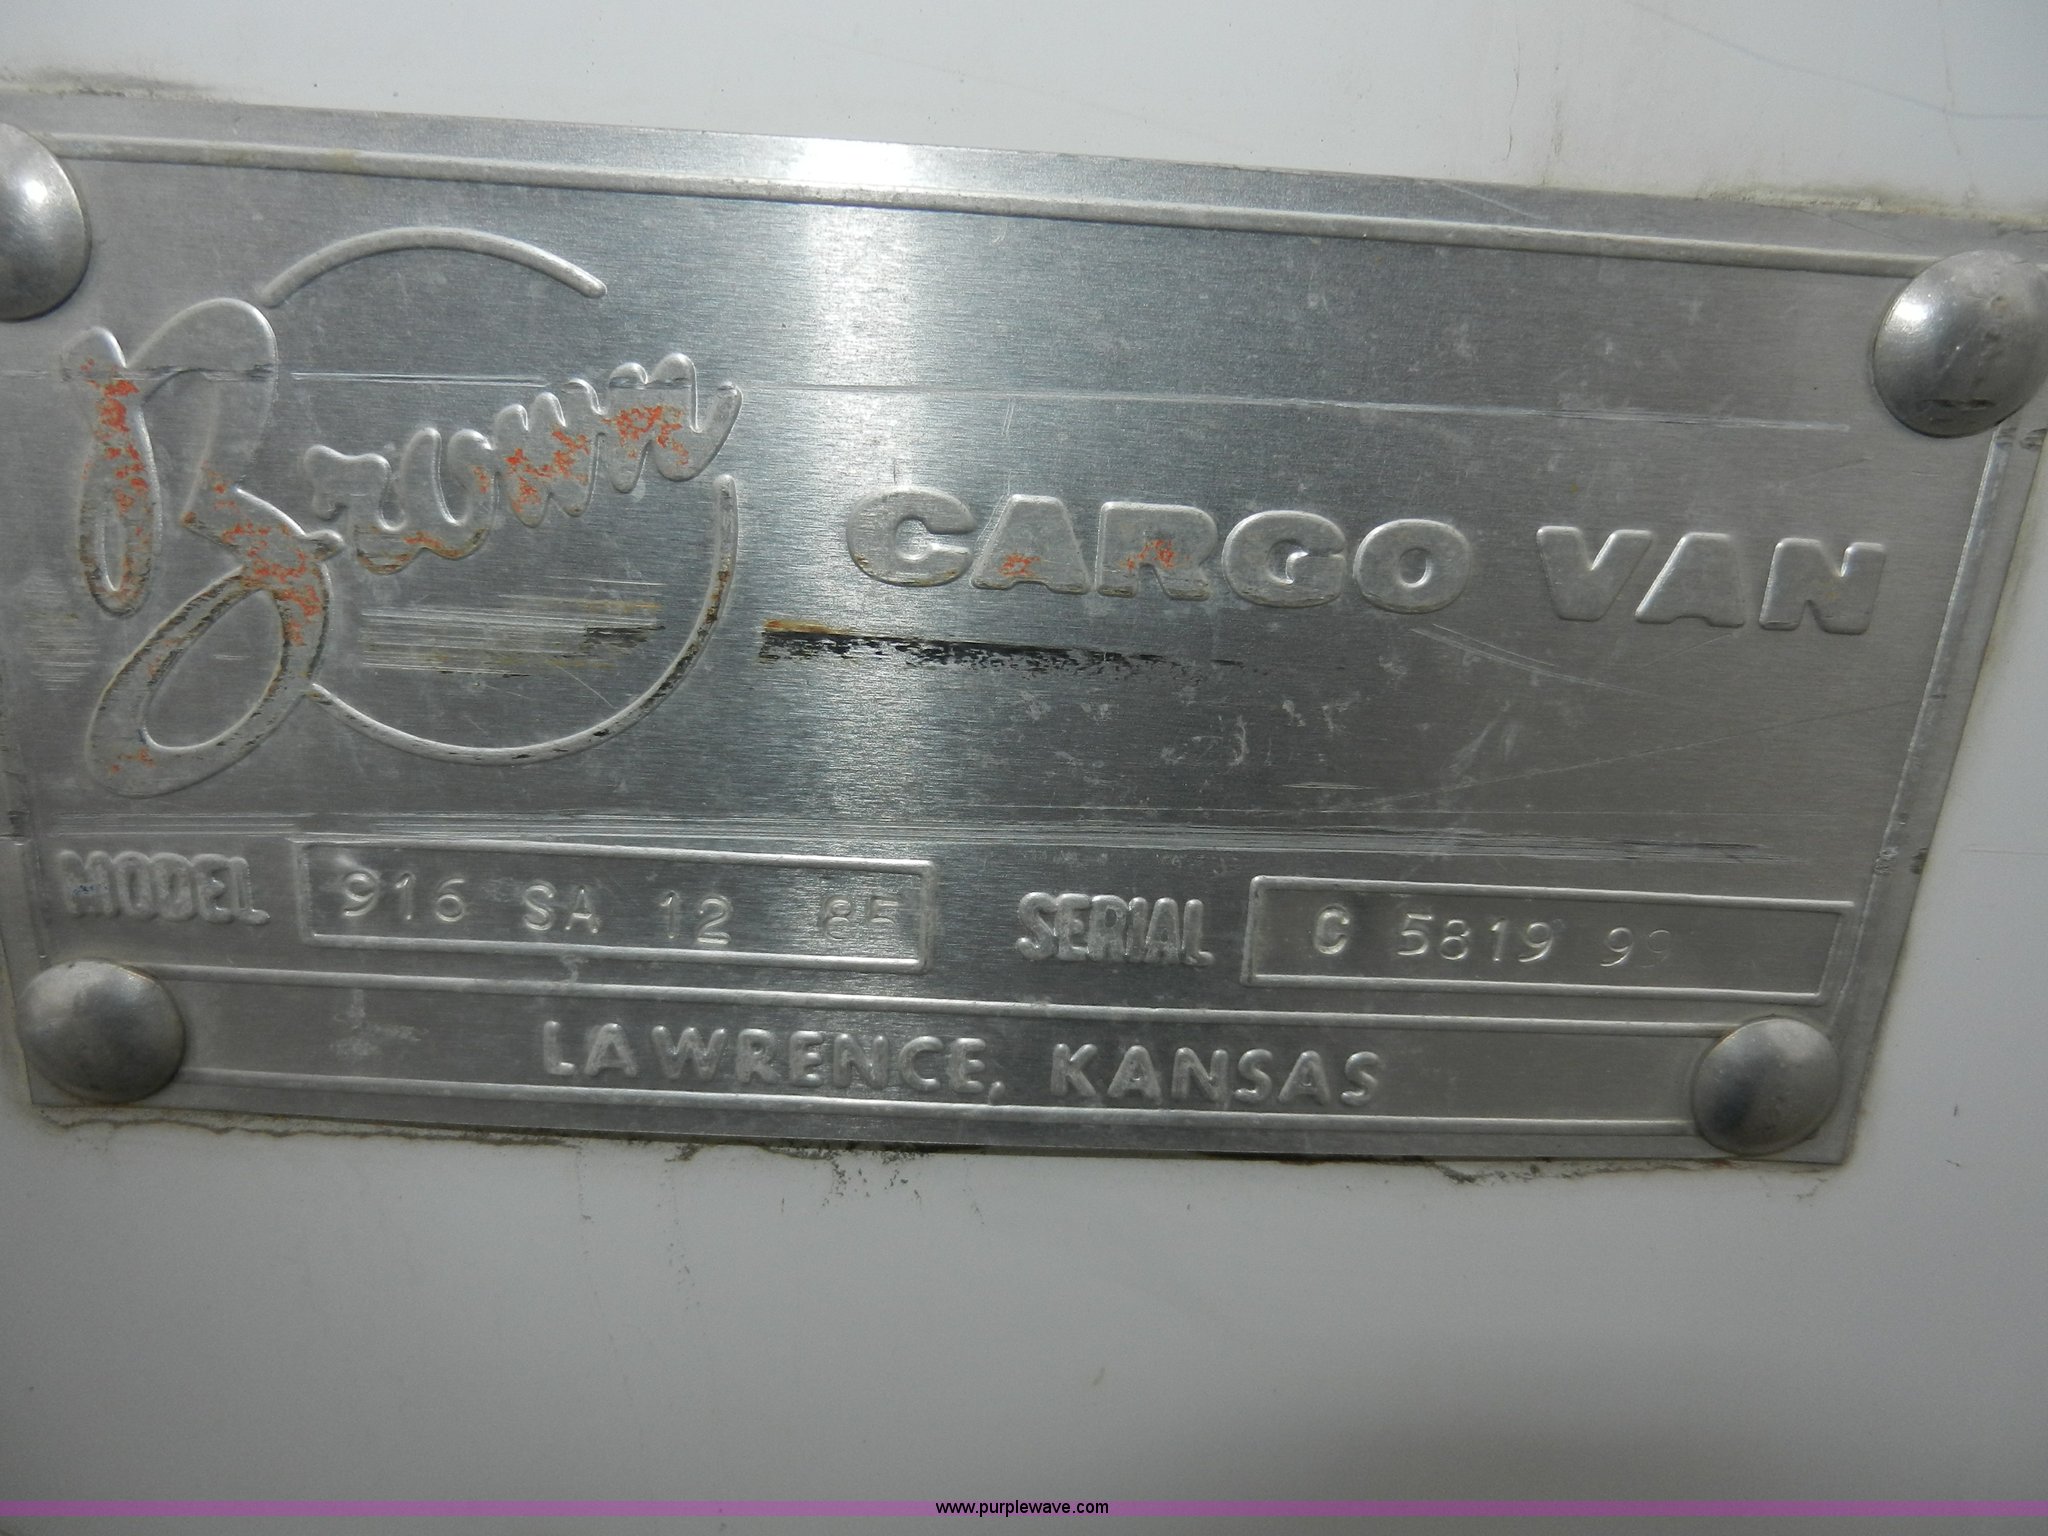 Brown CARGO VAN
MODEL 916 SA 12 85 SERIAL C 5819 99
LAWRENCE, KANSAS
www.purplewave.com